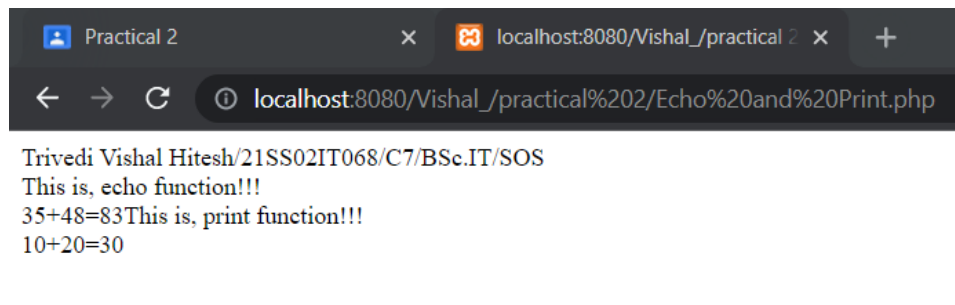 Practical 2
localhost:8080/Vishal_/practical 2
localhost:8080/Vishal_/practical%202/Echo%20and%20Print.php
Trivedi Vishal Hitesh/21SS02IT068/C7/BSc.IT/SOS
This is, echo function!!!
35+48=83This is, print function!!!
10+20=30